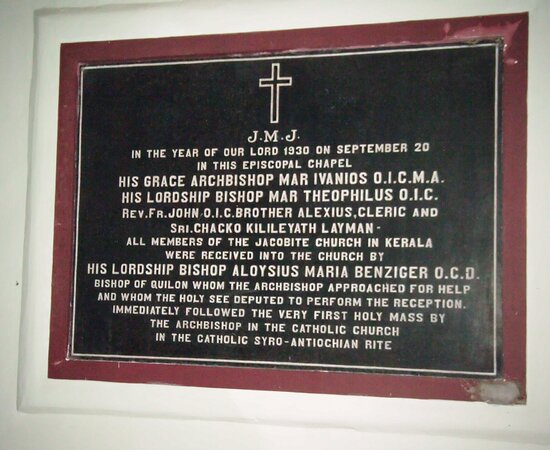 J.M.J.
IN THE YEAR OF OUR LORD 1930 ON SEPTEMBER 20
IN THIS EPISCOPAL CHAPEL
HIS GRACE ARCHBISHOP MAR IVANIOS O.I.C.M.A.
HIS LORDSHIP BISHOP MAR THEOPHILUS O.I.C.
REV.FR.JOHN O.I.C.BROTHER ALEXIUS,CLERIC AND
SRI.CHACKO KILILEYATH LAYMAN-
ALL MEMBERS OF THE JACOBITE CHURCH IN KERALA
WERE RECEIVED INTO THE CHURCH BY
HIS LORDSHIP BISHOP ALOYSIUS MARIA BENZIGER O.C.D.
BISHOP OF QUILON WHOM THE ARCHBISHOP APPROACHED FOR HELP
AND WHOM THE HOLY SEE DEPUTED TO PERFORM THE RECEPTION.
IMMEDIATELY FOLLOWED THE VERY FIRST HOLY MASS BY
THE ARCHBISHOP IN THE CATHOLIC CHURCH
IN THE CATHOLIC SYRO-ANTIOCHIAN RITE